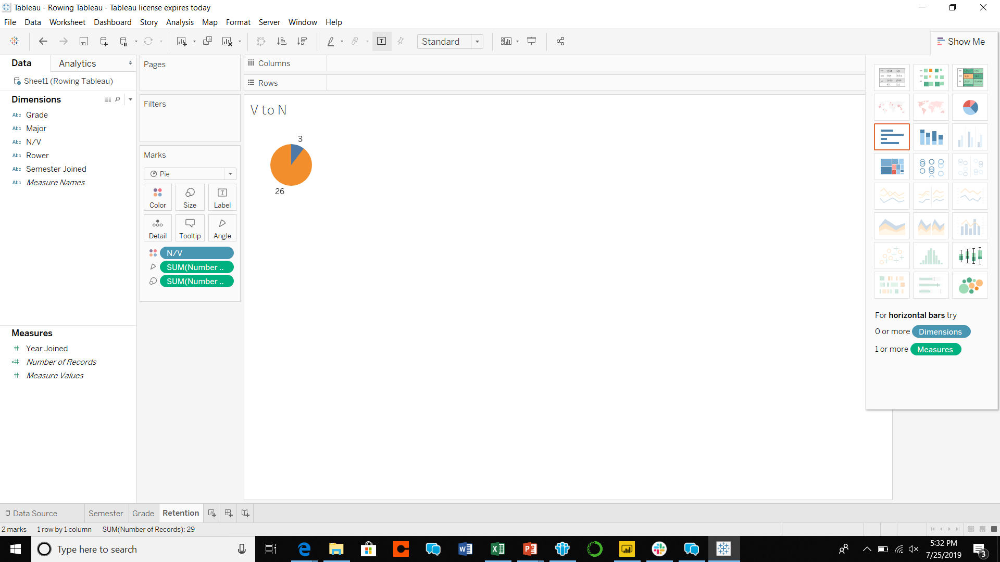 Tableau - Rowing Tableau - Tableau license expires today
File Data Worksheet Dashboard Story Analysis Map Format Server Window Help
Standard
Show Me
Data
Analytics
Sheet1 (Rowing Tableau)
Dimensions
Abc Grade
Abc Major
Abc N/V
Abc Rower
Abc Semester Joined
Abc Measure Names
Measures
# Year Joined
=# Number of Records
# Measure Values
Pages
Filters
Marks
Pie
Color
Size
Label
Detail
Tooltip
Angle
N/V
SUM(Number ..
SUM(Number ..
Columns
Rows
V to N
3
26
For horizontal bars try
0 or more Dimensions
1 or more Measures
Data Source
Semester
Grade
Retention
2 marks
1 row by 1 column
SUM(Number of Records): 29
Type here to search
5:32 PM
7/25/2019
3